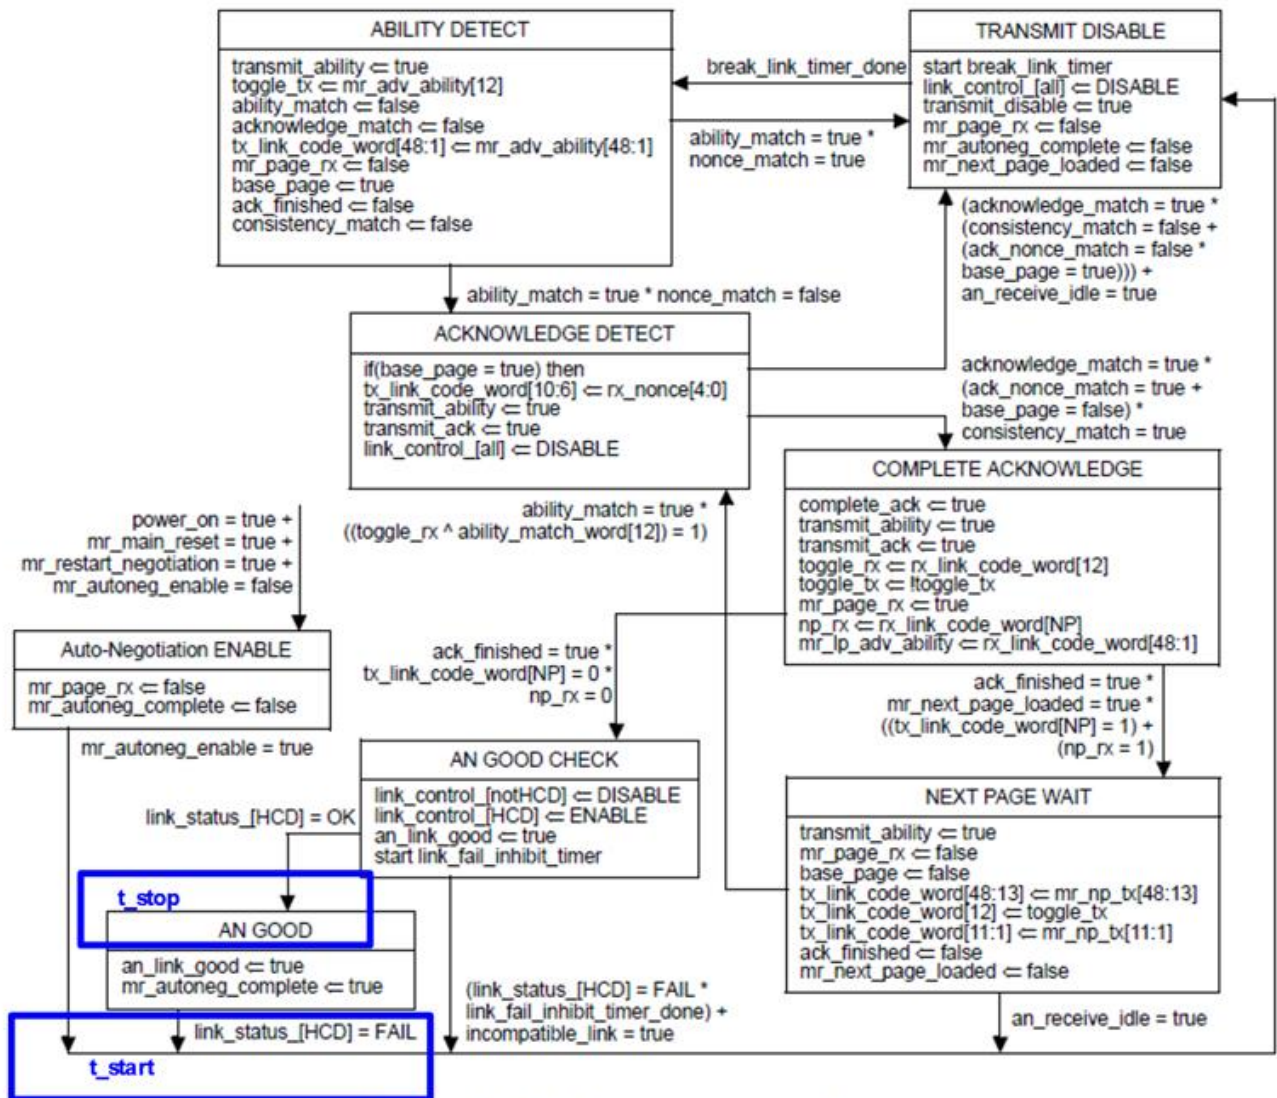 ABILITY DETECT
transmit_ability ⇐ true
toggle_tx ⇐ mr_adv_ability[12]
ability_match ⇐ false
acknowledge_match ⇐ false
tx_link_code_word[48:1] ⇐ mr_adv_ability[48:1]
mr_page_rx ⇐ false
base_page ⇐ true
ack_finished ⇐ false
consistency_match ⇐ false
break_link_timer_done
ability_match = true *
nonce_match = true
TRANSMIT DISABLE
start break_link_timer
link_control_[all] ⇐ DISABLE
transmit_disable ⇐ true
mr_page_rx ⇐ false
mr_autoneg_complete ⇐ false
mr_next_page_loaded ⇐ false
(acknowledge_match = true *
(consistency_match = false +
(ack_nonce_match = false *
base_page = true))) +
an_receive_idle = true
ability_match = true * nonce_match = false
ACKNOWLEDGE DETECT
if(base_page = true) then
tx_link_code_word[10:6] ⇐ rx_nonce[4:0]
transmit_ability ⇐ true
transmit_ack ⇐ true
link_control_[all] ⇐ DISABLE
acknowledge_match = true *
(ack_nonce_match = true +
base_page = false) *
consistency_match = true
COMPLETE ACKNOWLEDGE
complete_ack ⇐ true
transmit_ability ⇐ true
transmit_ack ⇐ true
toggle_rx ⇐ rx_link_code_word[12]
toggle_tx ⇐ !toggle_tx
mr_page_rx ⇐ true
np_rx ⇐ rx_link_code_word[NP]
mr_lp_adv_ability ⇐ rx_link_code_word[48:1]
ability_match = true *
((toggle_rx ^ ability_match_word[12]) = 1)
power_on = true +
mr_main_reset = true +
mr_restart_negotiation = true +
mr_autoneg_enable = false
Auto-Negotiation ENABLE
mr_page_rx ⇐ false
mr_autoneg_complete ⇐ false
mr_autoneg_enable = true
ack_finished = true *
tx_link_code_word[NP] = 0 *
np_rx = 0
ack_finished = true *
mr_next_page_loaded = true *
((tx_link_code_word[NP] = 1) +
(np_rx = 1)
AN GOOD CHECK
link_control_[notHCD] ⇐ DISABLE
link_control_[HCD] ⇐ ENABLE
an_link_good ⇐ true
start link_fail_inhibit_timer
link_status_[HCD] = OK
NEXT PAGE WAIT
transmit_ability ⇐ true
mr_page_rx ⇐ false
base_page ⇐ false
tx_link_code_word[48:13] ⇐ mr_np_tx[48:13]
tx_link_code_word[12] ⇐ toggle_tx
tx_link_code_word[11:1] ⇐ mr_np_tx[11:1]
ack_finished ⇐ false
mr_next_page_loaded ⇐ false
t_stop
AN GOOD
an_link_good ⇐ true
mr_autoneg_complete ⇐ true
link_status_[HCD] = FAIL
(link_status_[HCD] = FAIL *
link_fail_inhibit_timer_done) +
incompatible_link = true
an_receive_idle = true
t_start